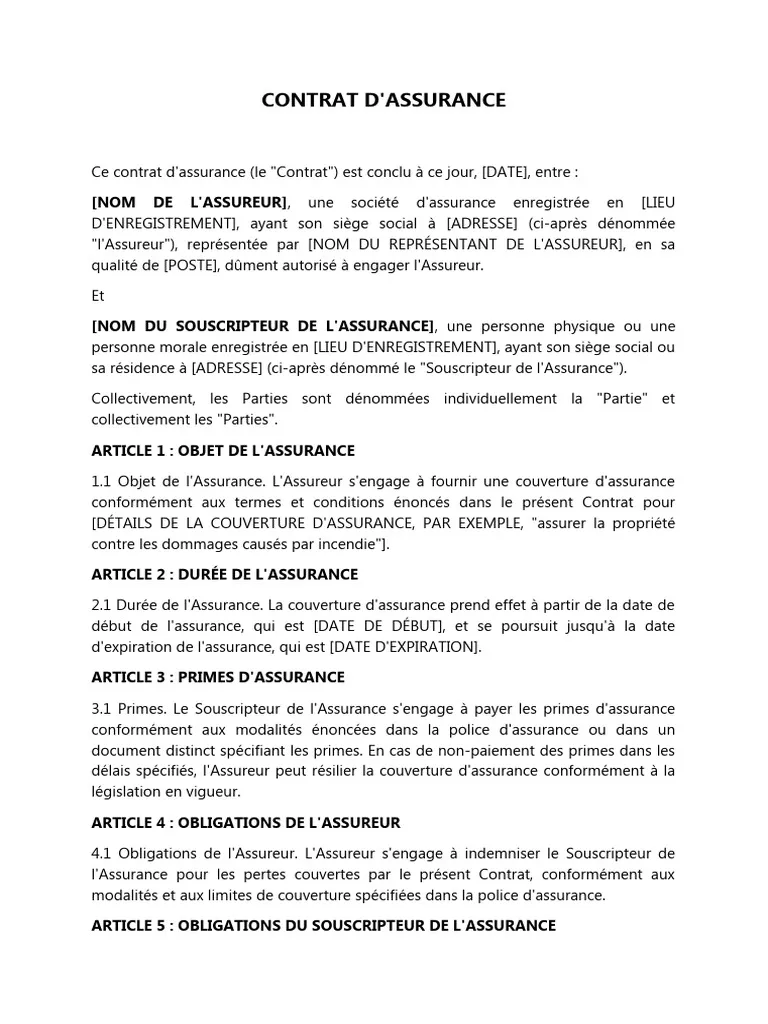 CONTRAT D'ASSURANCE
Ce contrat d'assurance (le "Contrat") est conclu à ce jour, [DATE], entre :
[NOM DE L'ASSUREUR], une société d'assurance enregistrée en [LIEU
D'ENREGISTREMENT], ayant son siège social à [ADRESSE] (ci-après dénommée
"l'Assureur"), représentée par [NOM DU REPRÉSENTANT DE L'ASSUREUR], en sa
qualité de [POSTE], dûment autorisé à engager l'Assureur.
Et
[NOM DU SOUSCRIPTEUR DE L'ASSURANCE], une personne physique ou une
personne morale enregistrée en [LIEU D'ENREGISTREMENT], ayant son siège social ou
sa résidence à [ADRESSE] (ci-après dénommé le "Souscripteur de l'Assurance").
Collectivement, les Parties sont dénommées individuellement la "Partie" et
collectivement les "Parties".
ARTICLE 1 : OBJET DE L'ASSURANCE
1.1 Objet de l'Assurance. L'Assureur s'engage à fournir une couverture d'assurance
conformément aux termes et conditions énoncés dans le présent Contrat pour
[DÉTAILS DE LA COUVERTURE D'ASSURANCE, PAR EXEMPLE, "assurer la propriété
contre les dommages causés par incendie"].
ARTICLE 2 : DURÉE DE L'ASSURANCE
2.1 Durée de l'Assurance. La couverture d'assurance prend effet à partir de la date de
début de l'assurance, qui est [DATE DE DÉBUT], et se poursuit jusqu'à la date
d'expiration de l'assurance, qui est [DATE D'EXPIRATION].
ARTICLE 3 : PRIMES D'ASSURANCE
3.1 Primes. Le Souscripteur de l'Assurance s'engage à payer les primes d'assurance
conformément aux modalités énoncées dans la police d'assurance ou dans un
document distinct spécifiant les primes. En cas de non-paiement des primes dans les
délais spécifiés, l'Assureur peut résilier la couverture d'assurance conformément à la
législation en vigueur.
ARTICLE 4 : OBLIGATIONS DE L'ASSUREUR
4.1 Obligations de l'Assureur. L'Assureur s'engage à indemniser le Souscripteur de
l'Assurance pour les pertes couvertes par le présent Contrat, conformément aux
modalités et aux limites de couverture spécifiées dans la police d'assurance.
ARTICLE 5 : OBLIGATIONS DU SOUSCRIPTEUR DE L'ASSURANCE